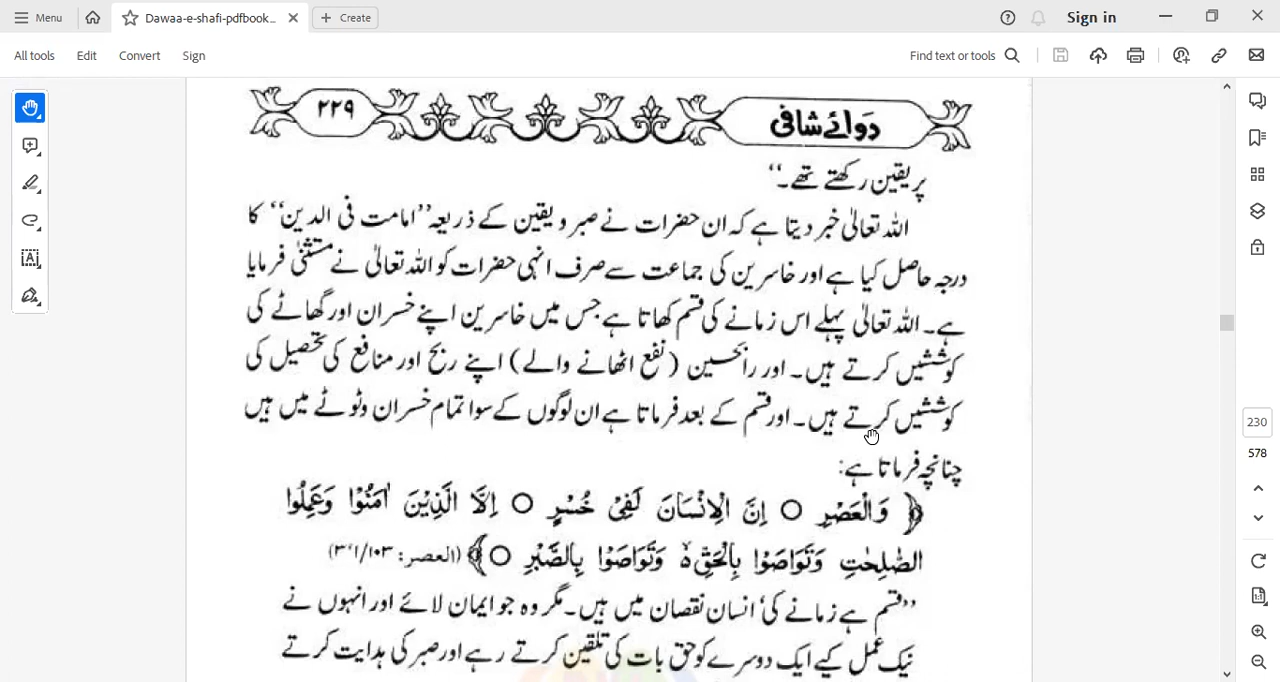 Menu
Dawaa-e-shafi-pdfbook...
Create
Sign in
All tools Edit Convert Sign
Find text or tools
دَوائے شافی ۲۲۹
پر یقین رکھتے تھے۔‘‘
اللہ تعالیٰ خبر دیتا ہے کہ ان حضرات نے صبر و یقین کے ذریعہ ’’امامت فی الدین‘‘ کا
درجہ حاصل کیا ہے اور خاسرین کی جماعت سے صرف انہی حضرات کو اللہ تعالیٰ نے مستثنیٰ فرمایا
ہے۔ اللہ تعالیٰ پہلے اس زمانے کی قسم کھاتا ہے جس میں خاسرین اپنے خسران اور گھاٹے کی
کوششیں کرتے ہیں۔ اور رابحین (نفع اٹھانے والے) اپنے ربح اور منافع کی تحصیل کی
کوششیں کرتے ہیں۔ اور قسم کے بعد فرماتا ہے ان لوگوں کے سوا تمام خسران وٹوٹے میں ہیں
چنانچہ فرماتا ہے:
﴿ وَالْعَصْرِ ○ اِنَّ الْاِنْسَانَ لَفِیْ خُسْرٍ ○ اِلَّا الَّذِیْنَ اٰمَنُوْا وَعَمِلُوا
الصّٰلِحٰتِ وَتَوَاصَوْا بِالْحَقِّ ۙ وَتَوَاصَوْا بِالصَّبْرِ ○﴾ (العصر: ۱۰۳/۱،۳)
’’قسم ہے زمانے کی، انسان نقصان میں ہیں۔ مگر وہ جو ایمان لائے اور انہوں نے
نیک عمل کیے ایک دوسرے کو حق بات کی تلقین کرتے رہے اور صبر کی ہدایت کرتے
230
578